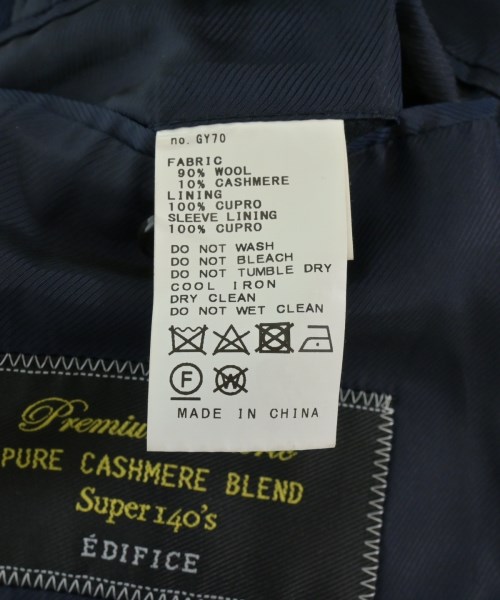 no. GY70
FABRIC
90% WOOL
10% CASHMERE
LINING
100% CUPRO
SLEEVE LINING
100% CUPRO
DO NOT WASH
DO NOT BLEACH
DO NOT TUMBLE DRY
COOL IRON
DRY CLEAN
DO NOT WET CLEAN
F W
MADE IN CHINA
PURE CASHMERE BLEND
Super140's
ÉDIFICE